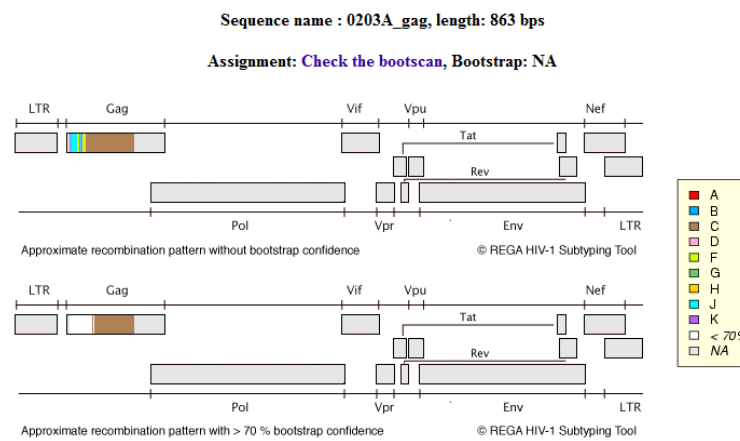 Sequence name : 0203A_gag, length: 863 bps
Assignment: Check the bootscan, Bootstrap: NA
LTR Gag Vif Vpu Nef
Tat
Rev
Pol Vpr Env LTR
Approximate recombination pattern without bootstrap confidence © REGA HIV-1 Subtyping Tool
LTR Gag Vif Vpu Nef
Tat
Rev
Pol Vpr Env LTR
Approximate recombination pattern with > 70 % bootstrap confidence © REGA HIV-1 Subtyping Tool
A
B
C
D
F
G
H
J
K
< 70%
NA